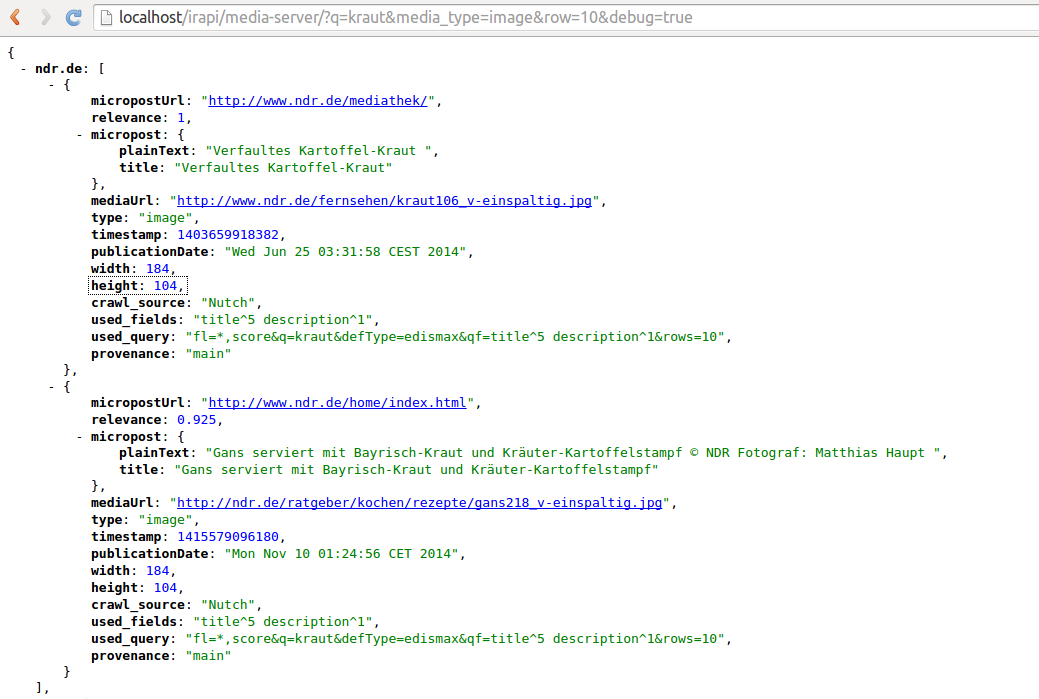 localhost/irapi/media-server/?q=kraut&media_type=image&row=10&debug=true
{
- ndr.de: [
- {
micropostUrl: "http://www.ndr.de/mediathek/",
relevance: 1,
- micropost: {
plainText: "Verfaultes Kartoffel-Kraut ",
title: "Verfaultes Kartoffel-Kraut"
},
mediaUrl: "http://www.ndr.de/fernsehen/kraut106_v-einspaltig.jpg",
type: "image",
timestamp: 1403659918382,
publicationDate: "Wed Jun 25 03:31:58 CEST 2014",
width: 184,
height: 104,
crawl_source: "Nutch",
used_fields: "title^5 description^1",
used_query: "fl=*,score&q=kraut&defType=edismax&qf=title^5 description^1&rows=10",
provenance: "main"
},
- {
micropostUrl: "http://www.ndr.de/home/index.html",
relevance: 0.925,
- micropost: {
plainText: "Gans serviert mit Bayrisch-Kraut und Kräuter-Kartoffelstampf © NDR Fotograf: Matthias Haupt ",
title: "Gans serviert mit Bayrisch-Kraut und Kräuter-Kartoffelstampf"
},
mediaUrl: "http://ndr.de/ratgeber/kochen/rezepte/gans218_v-einspaltig.jpg",
type: "image",
timestamp: 1415579096180,
publicationDate: "Mon Nov 10 01:24:56 CET 2014",
width: 184,
height: 104,
crawl_source: "Nutch",
used_fields: "title^5 description^1",
used_query: "fl=*,score&q=kraut&defType=edismax&qf=title^5 description^1&rows=10",
provenance: "main"
}
],